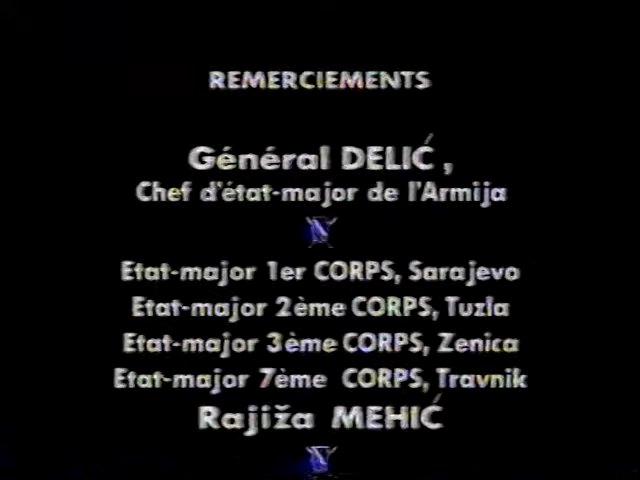 REMERCIEMENTS
Général DELIĆ ,
Chef d'état-major de l'Armija
Etat-major 1er CORPS, Sarajevo
Etat-major 2ème CORPS, Tuzla
Etat-major 3ème CORPS, Zenica
Etat-major 7ème CORPS, Travnik
Rajiža MEHIĆ